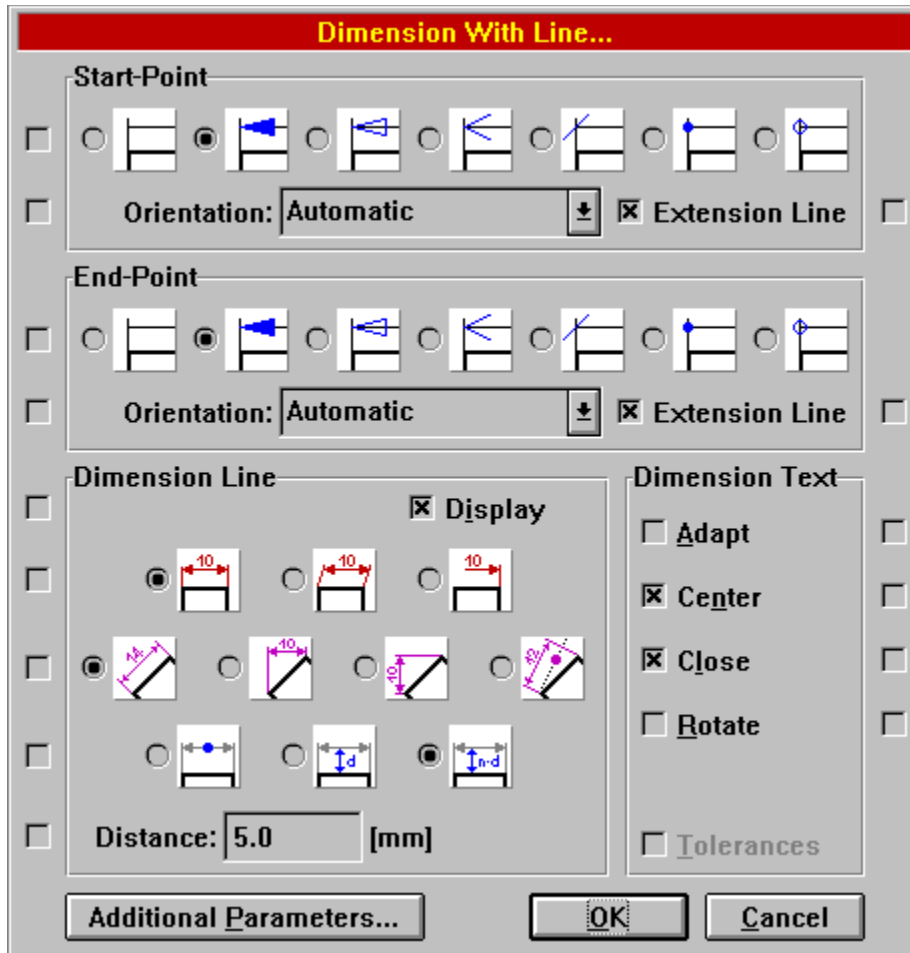 Dimension With Line...
Start-Point
Orientation: Automatic Extension Line
End-Point
Orientation: Automatic Extension Line
Dimension Line
Display
10 10 10
14 10 10 12
d n·d
Distance: 5.0 [mm]
Dimension Text
Adapt
Center
Close
Rotate
Tolerances
Additional Parameters... OK Cancel